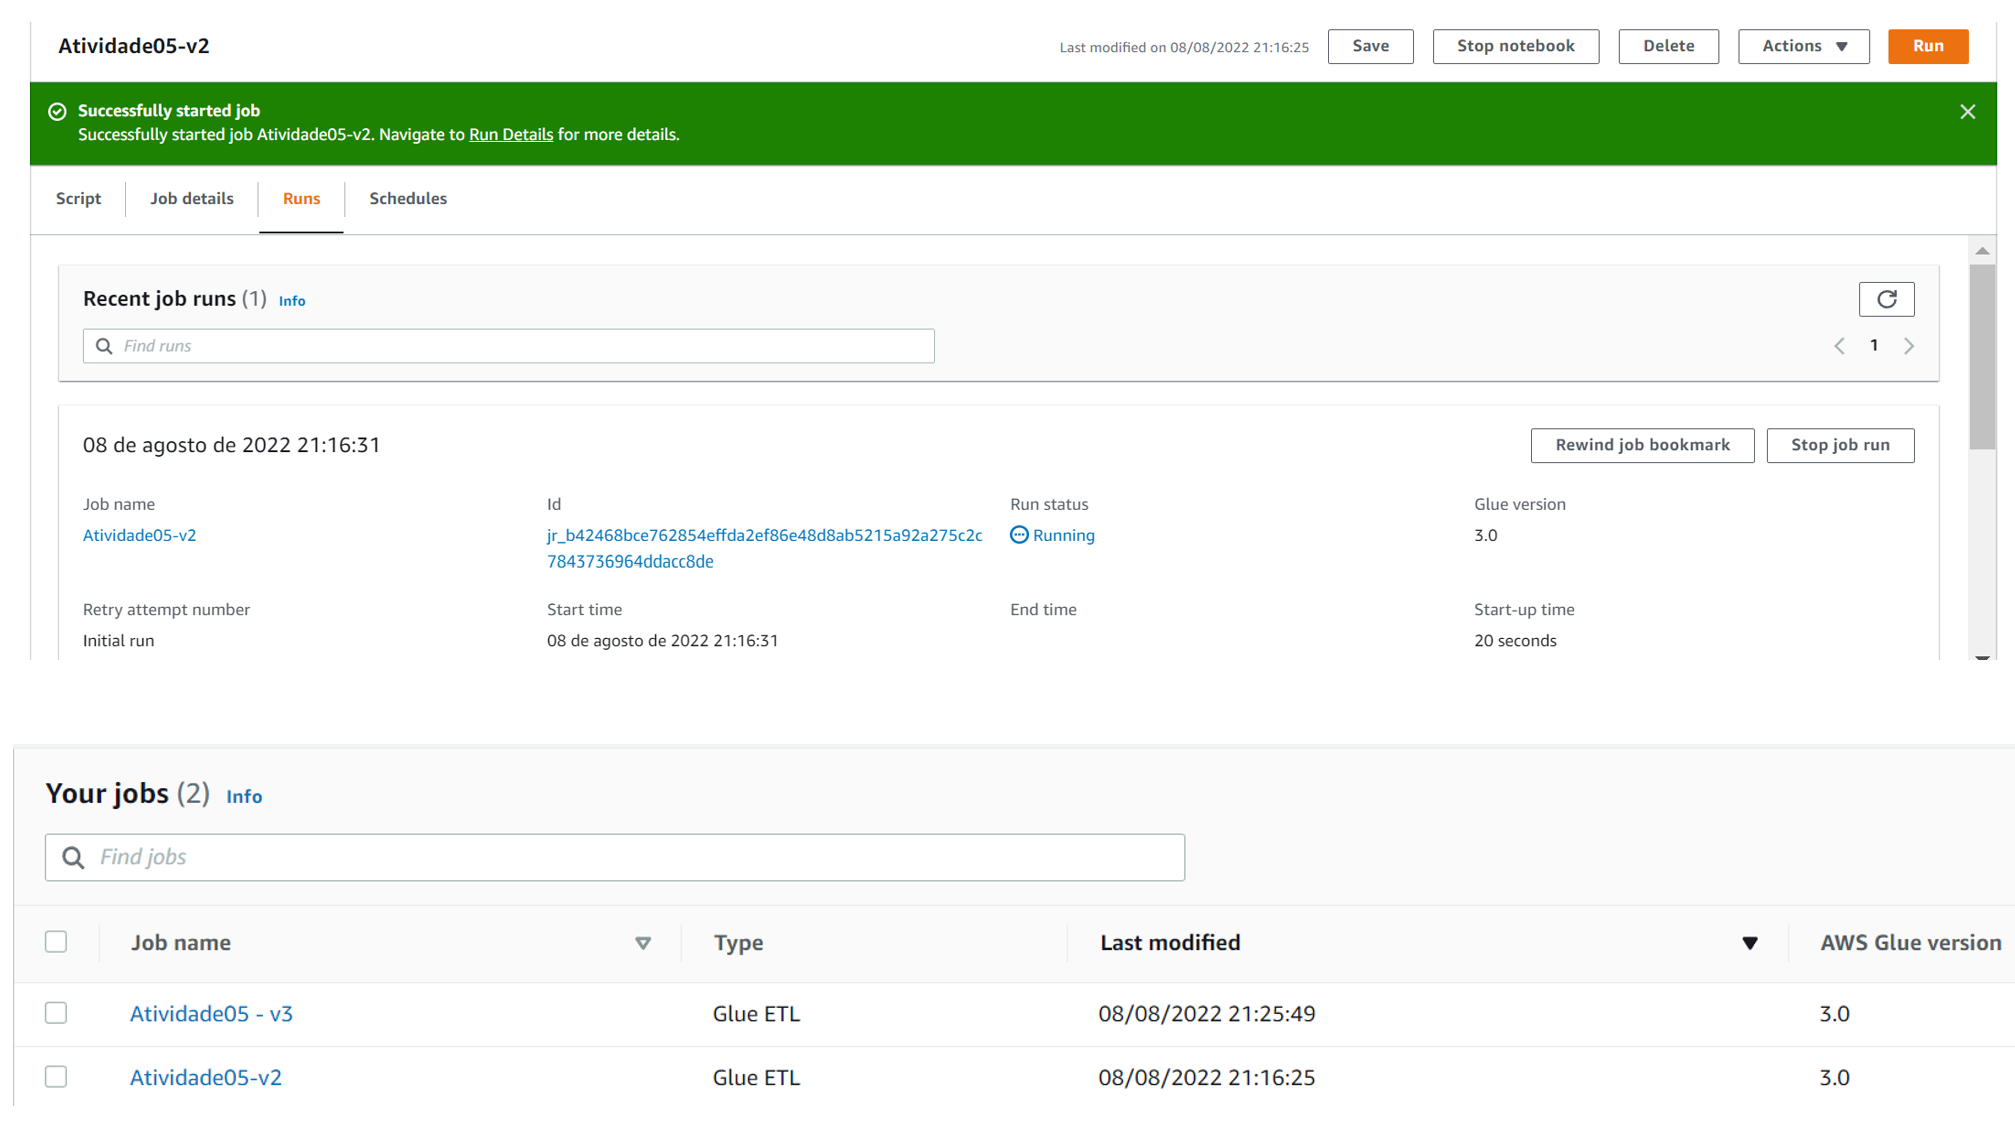 Atividade05-v2
Last modified on 08/08/2022 21:16:25
Save
Stop notebook
Delete
Actions
Run
Successfully started job
Successfully started job Atividade05-v2. Navigate to Run Details for more details.
Script
Job details
Runs
Schedules
Recent job runs (1) Info
Find runs
1
08 de agosto de 2022 21:16:31
Rewind job bookmark
Stop job run
Job name
Id
Run status
Glue version
Atividade05-v2
jr_b42468bce762854effda2ef86e48d8ab5215a92a275c2c
7843736964ddacc8de
Running
3.0
Retry attempt number
Start time
End time
Start-up time
Initial run
08 de agosto de 2022 21:16:31
20 seconds
Your jobs (2) Info
Find jobs
Job name
Type
Last modified
AWS Glue version
Atividade05 - v3
Glue ETL
08/08/2022 21:25:49
3.0
Atividade05-v2
Glue ETL
08/08/2022 21:16:25
3.0